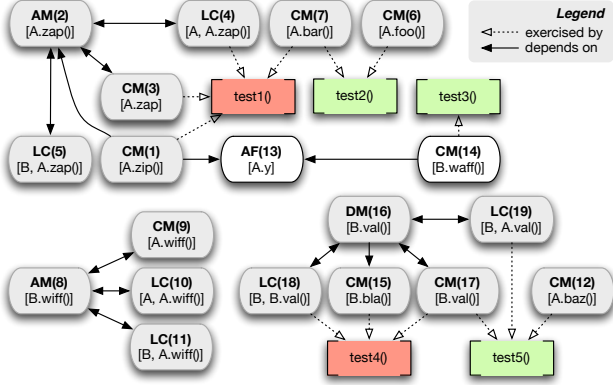 AM(2)
[A.zap()]
LC(4)
[A, A.zap()]
CM(7)
[A.bar()]
CM(6)
[A.foo()]
Legend
exercised by
depends on
CM(3)
[A.zap]
test1()
test2()
test3()
LC(5)
[B, A.zap()]
CM(1)
[A.zip()]
AF(13)
[A.y]
CM(14)
[B.waff()]
CM(9)
[A.wiff()]
AM(8)
[B.wiff()]
LC(10)
[A, A.wiff()]
LC(11)
[B, A.wiff()]
DM(16)
[B.val()]
LC(19)
[B, A.val()]
LC(18)
[B, B.val()]
CM(15)
[B.bla()]
CM(17)
[B.val()]
CM(12)
[A.baz()]
test4()
test5()